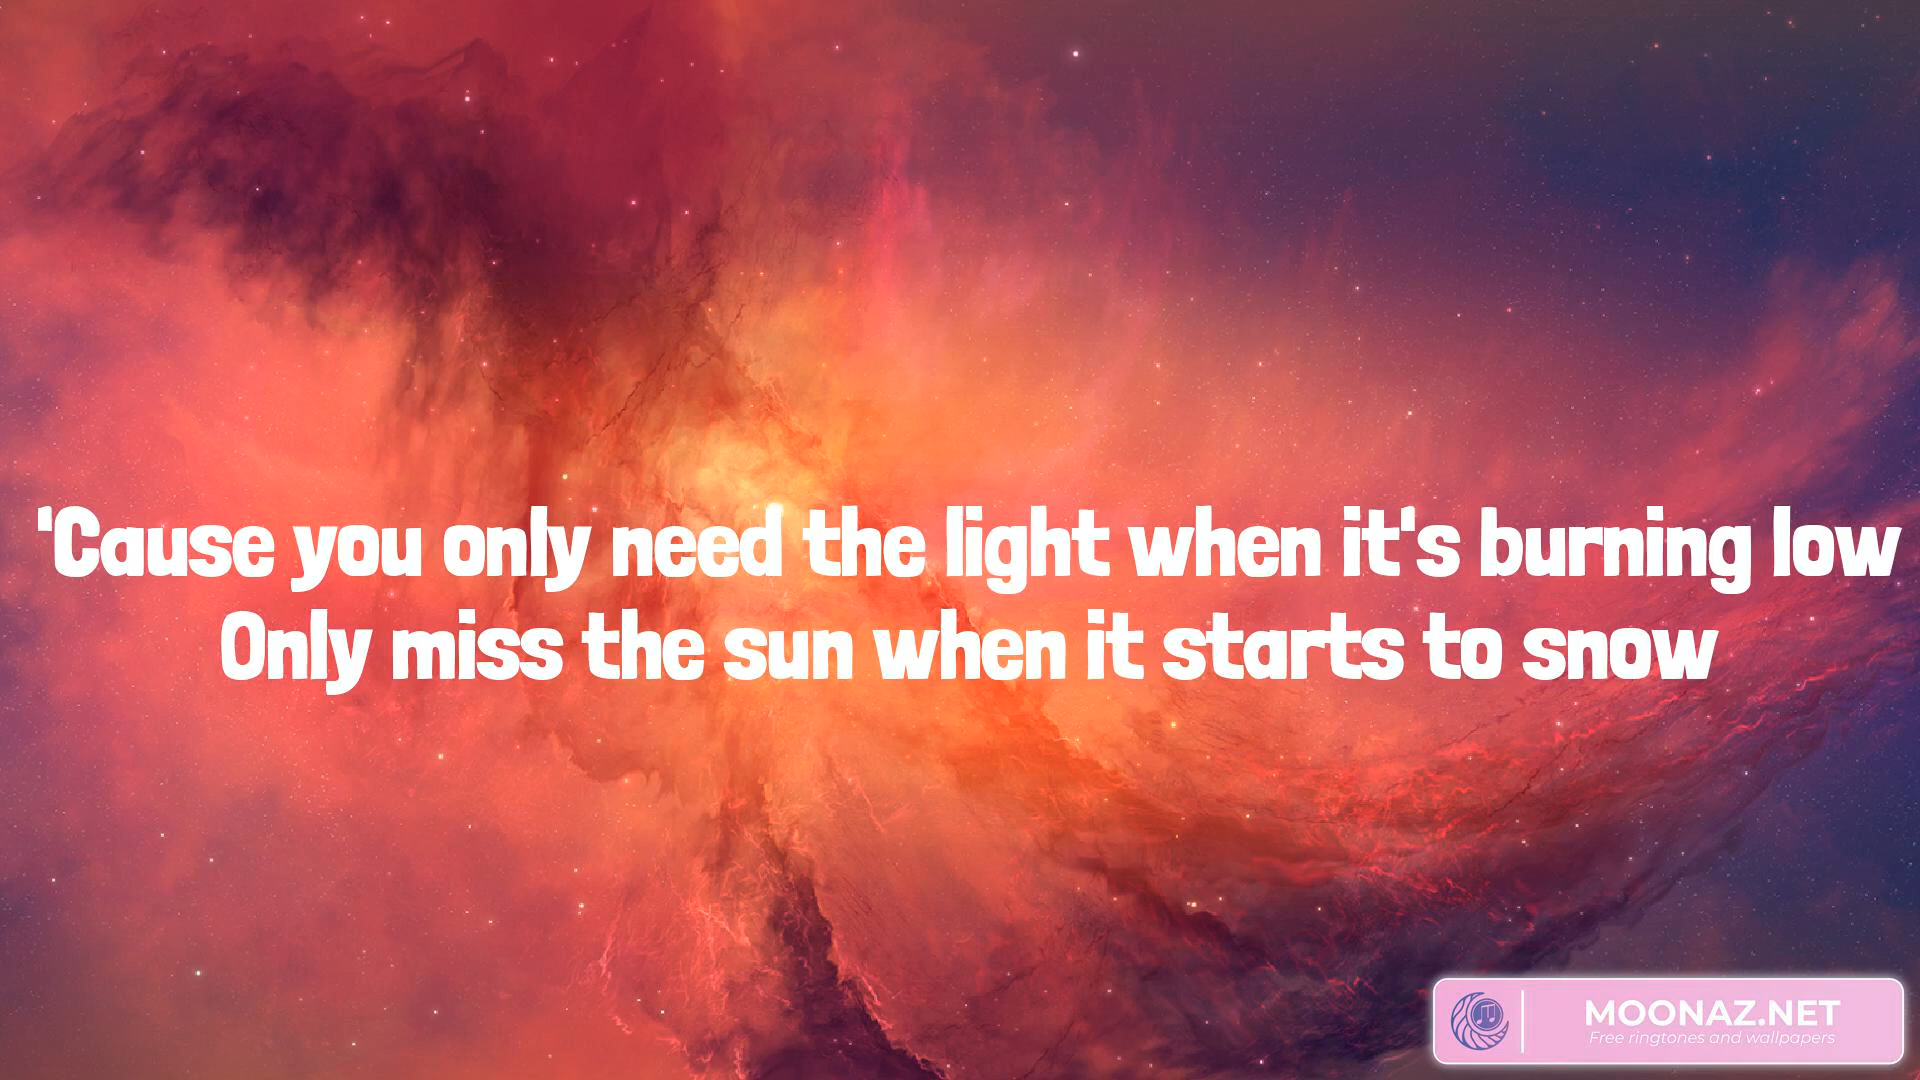 'Cause you only need the light when it's burning low
Only miss the sun when it starts to snow
MOONAZ.NET
Free ringtones and wallpapers